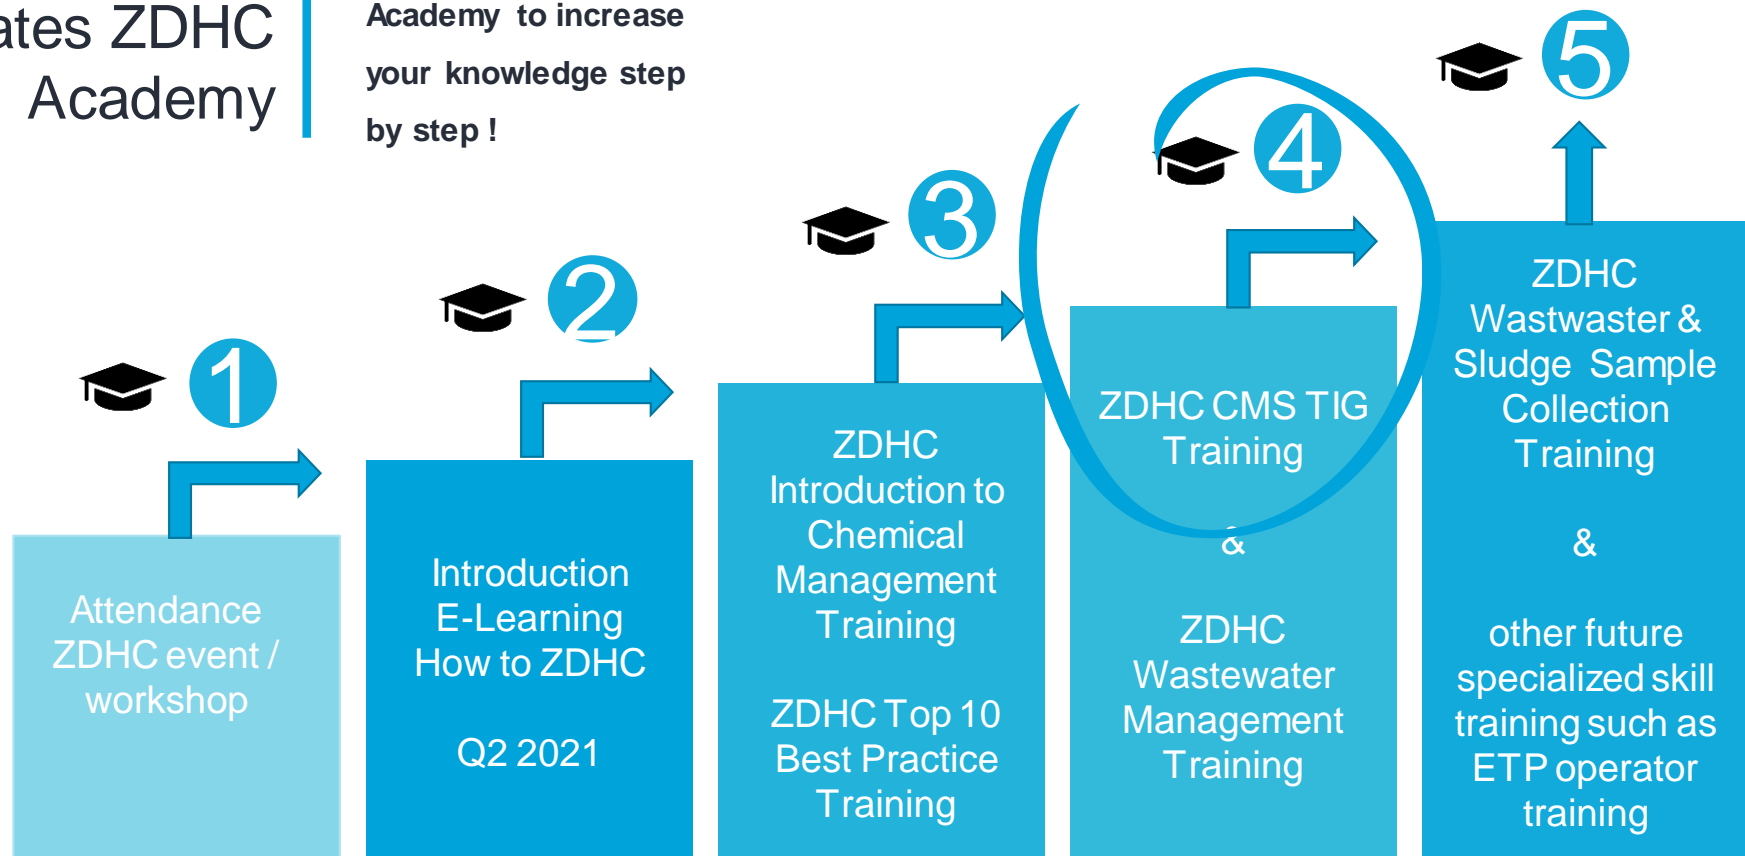 ZDHC
Academy
Academy to increase
your knowledge step
by step !
1
Attendance
ZDHC event /
workshop
2
Introduction
E-Learning
How to ZDHC
Q2 2021
3
ZDHC
Introduction to
Chemical
Management
Training
ZDHC Top 10
Best Practice
Training
4
ZDHC CMS TIG
Training
&
ZDHC
Wastewater
Management
Training
5
ZDHC
Wastwaster &
Sludge Sample
Collection
Training
&
other future
specialized skill
training such as
ETP operator
training